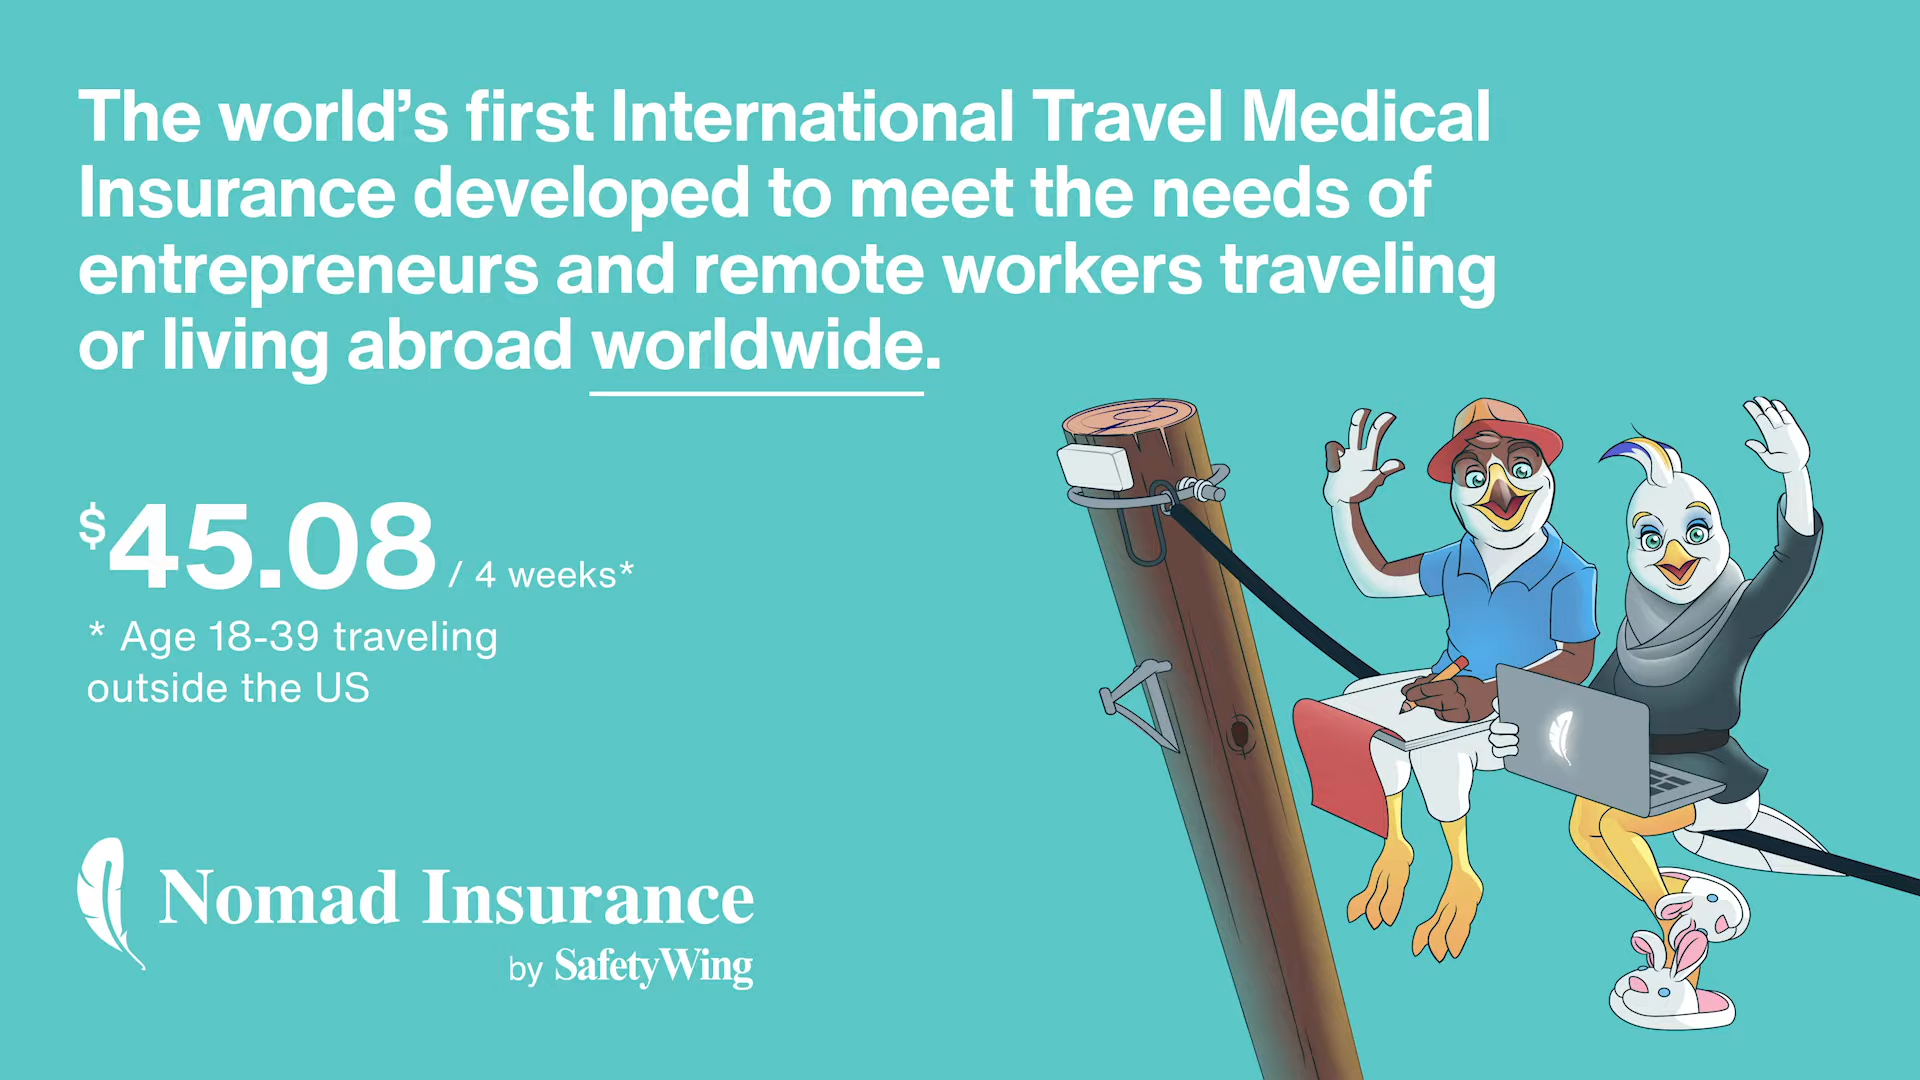 The world’s first International Travel Medical
Insurance developed to meet the needs of
entrepreneurs and remote workers traveling
or living abroad worldwide.
$45.08 / 4 weeks*
* Age 18-39 traveling
outside the US
Nomad Insurance
by SafetyWing